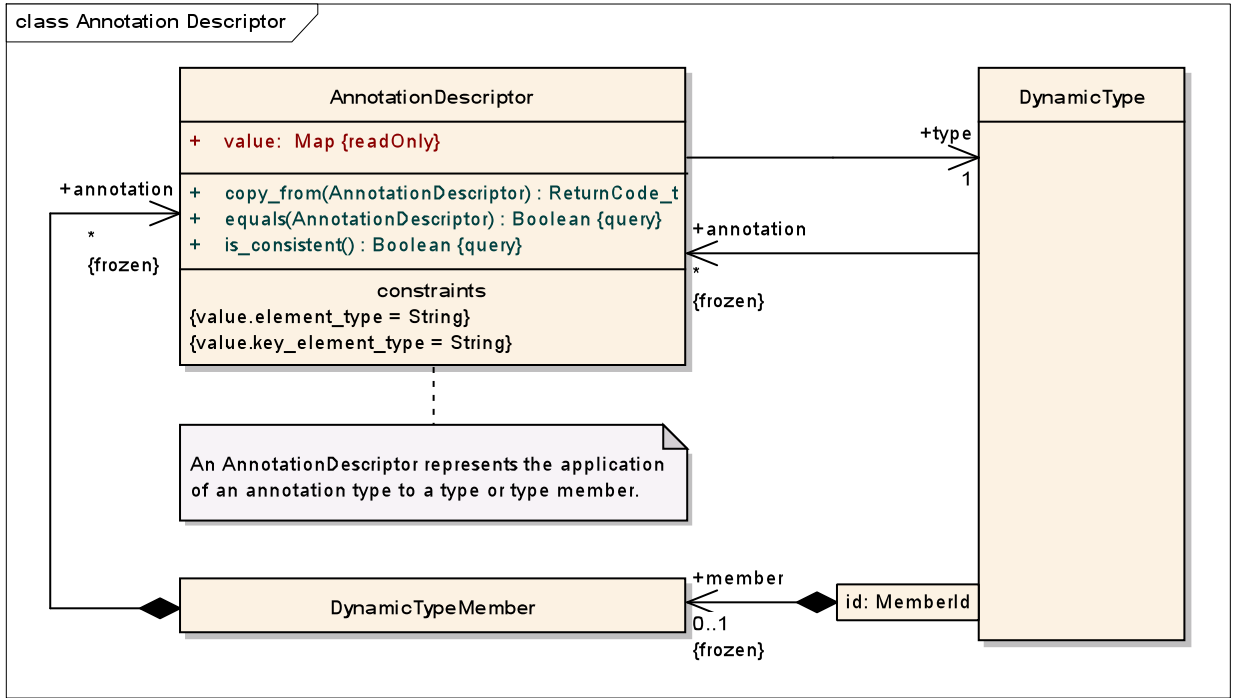 class Annotation Descriptor
AnnotationDescriptor
+ value: Map {readOnly}
+ copy_from(AnnotationDescriptor) : ReturnCode_t
+ equals(AnnotationDescriptor) : Boolean {query}
+ is_consistent() : Boolean {query}
constraints
{value.element_type = String}
{value.key_element_type = String}
DynamicType
+type
1
+annotation
*
{frozen}
+annotation
*
{frozen}
An AnnotationDescriptor represents the application
of an annotation type to a type or type member.
DynamicTypeMember
+member
0..1
{frozen}
id: MemberId